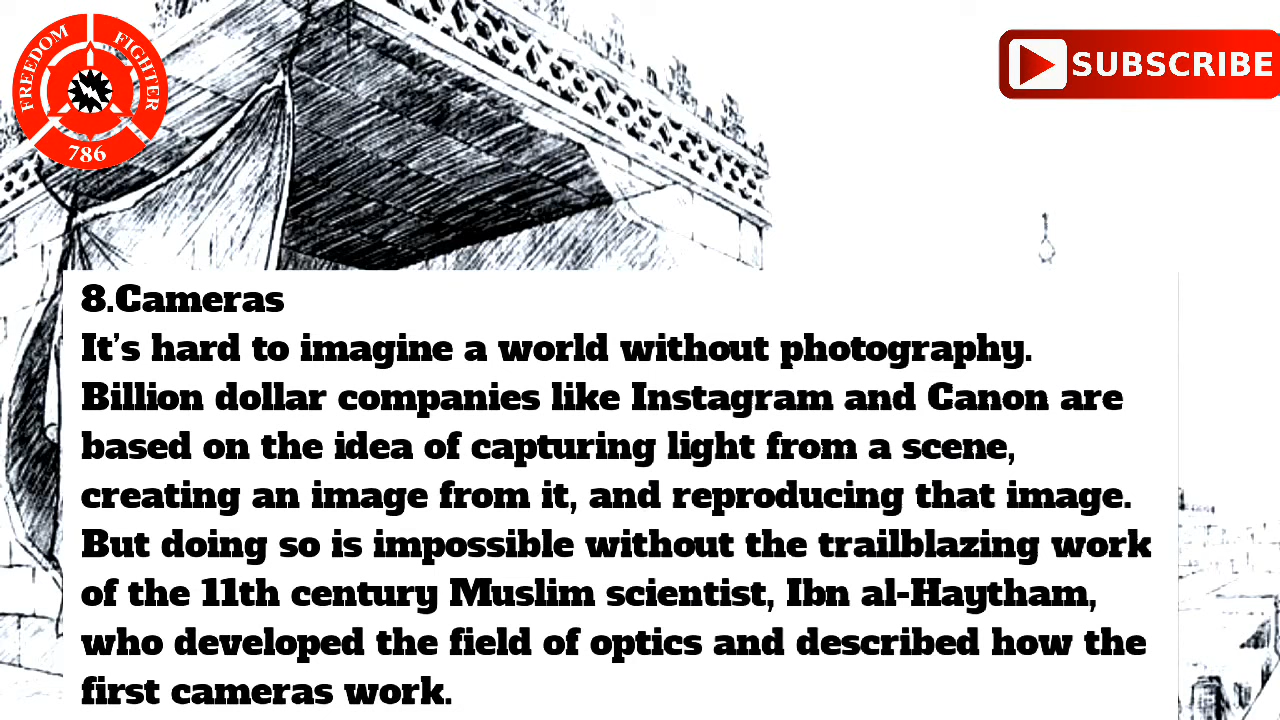 FREEDOM FIGHTER
786
SUBSCRIBE
8.Cameras
It's hard to imagine a world without photography.
Billion dollar companies like Instagram and Canon are
based on the idea of capturing light from a scene,
creating an image from it, and reproducing that image.
But doing so is impossible without the trailblazing work
of the 11th century Muslim scientist, Ibn al-Haytham,
who developed the field of optics and described how the
first cameras work.